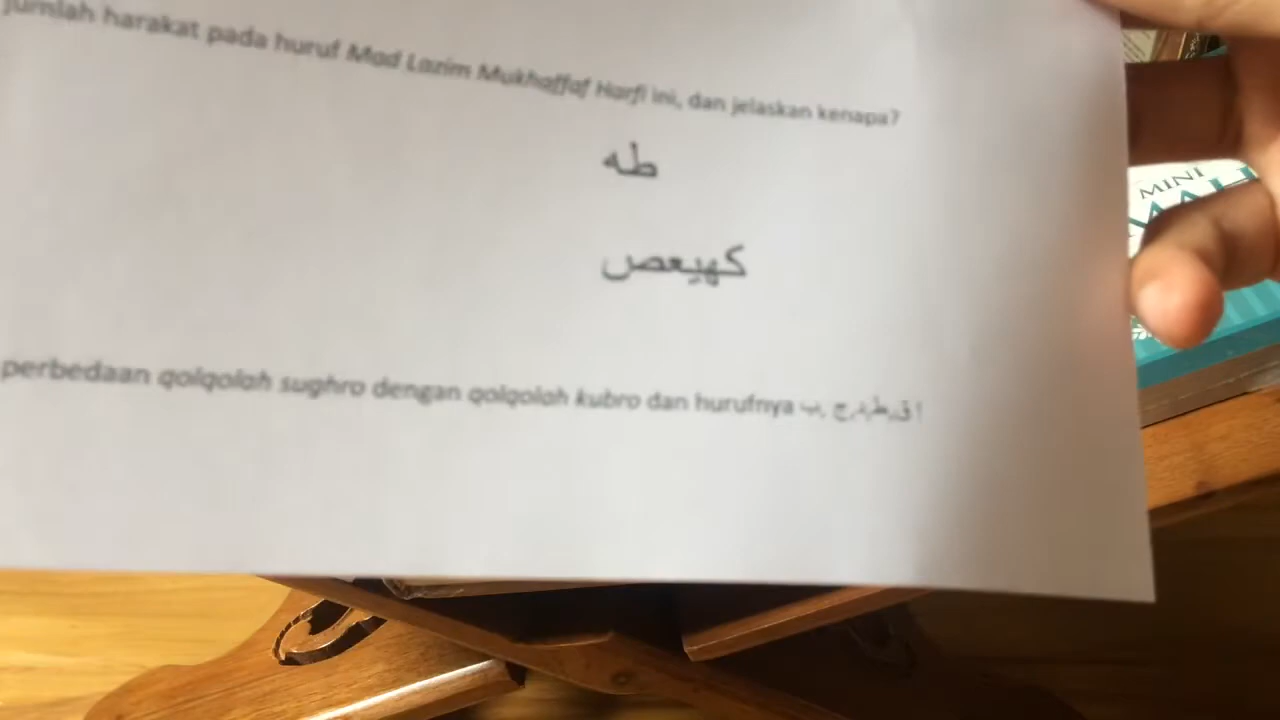 jumlah harakat pada huruf Mad Lazim Mukhaffaf Harfi ini, dan jelaskan kenapa?
طه
كهيعص
perbedaan qolqolah sughro dengan qolqolah kubro dan hurufnya ق,ط,د,ج, ب !
MINI